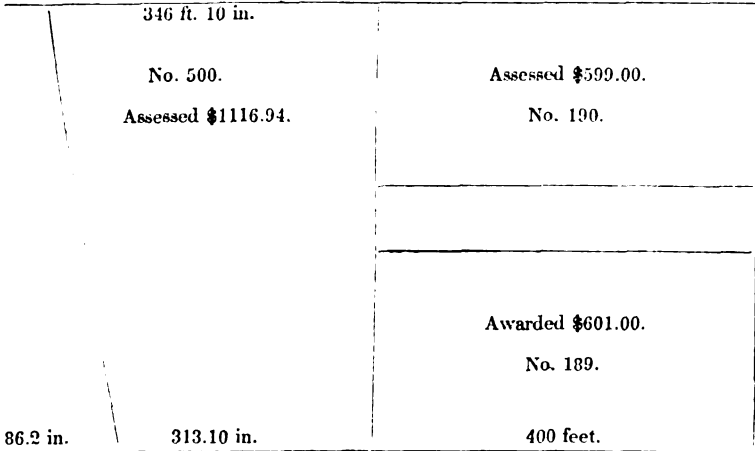 346 ft. 10 in.
No. 500.
Assessed $1116.94.
Assessed $599.00.
No. 190.
Awarded $601.00.
No. 189.
86.2 in.
313.10 in.
400 feet.